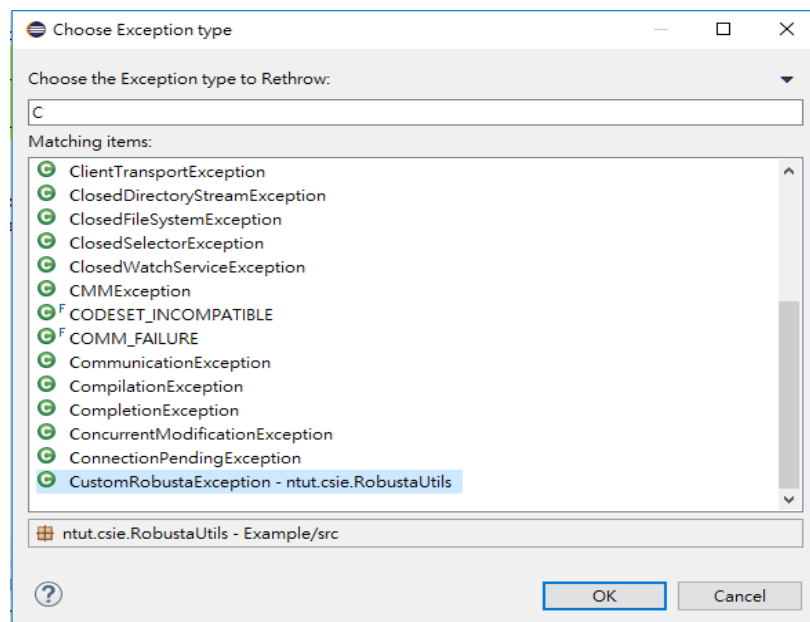 Choose Exception type
Choose the Exception type to Rethrow:
C
Matching items:
ClientTransportException
ClosedDirectoryStreamException
ClosedFileSystemException
ClosedSelectorException
ClosedWatchServiceException
CMMException
CODESET_INCOMPATIBLE
COMM_FAILURE
CommunicationException
CompilationException
CompletionException
ConcurrentModificationException
ConnectionPendingException
CustomRobustaException - ntut.csie.RobustaUtils
ntut.csie.RobustaUtils - Example/src
OK Cancel